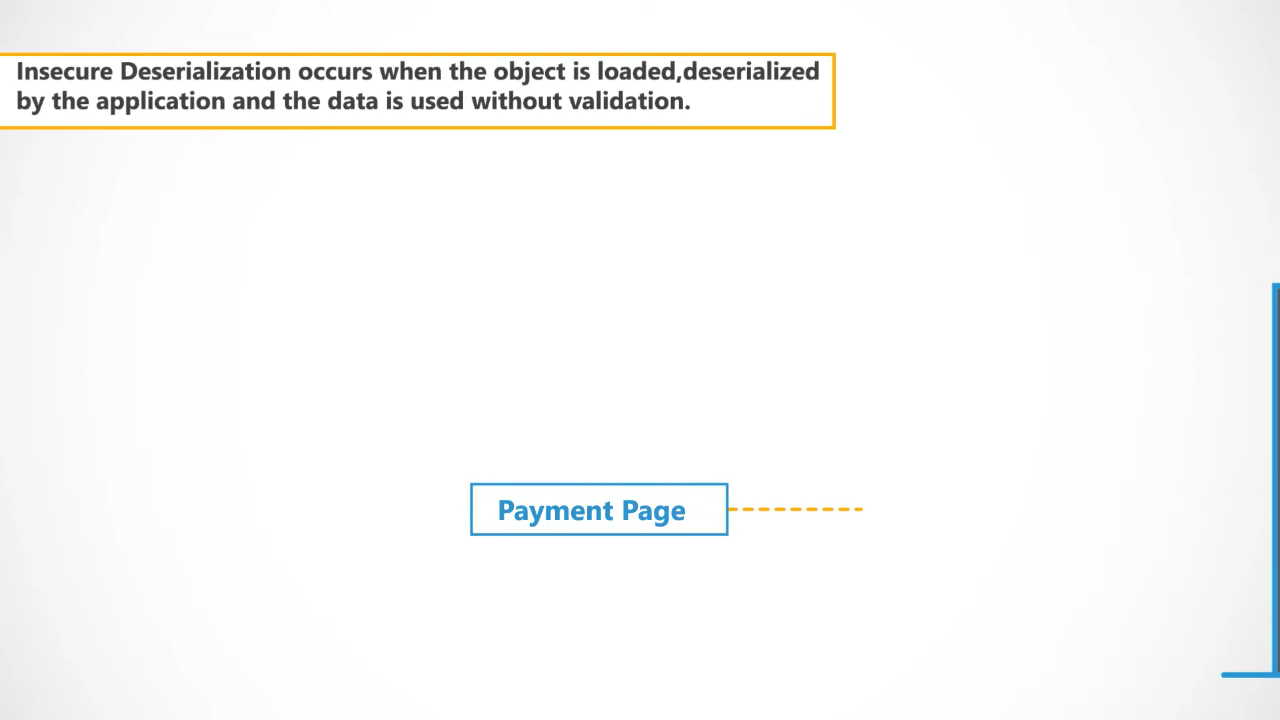 Insecure Deserialization occurs when the object is loaded,deserialized
by the application and the data is used without validation.
Payment Page